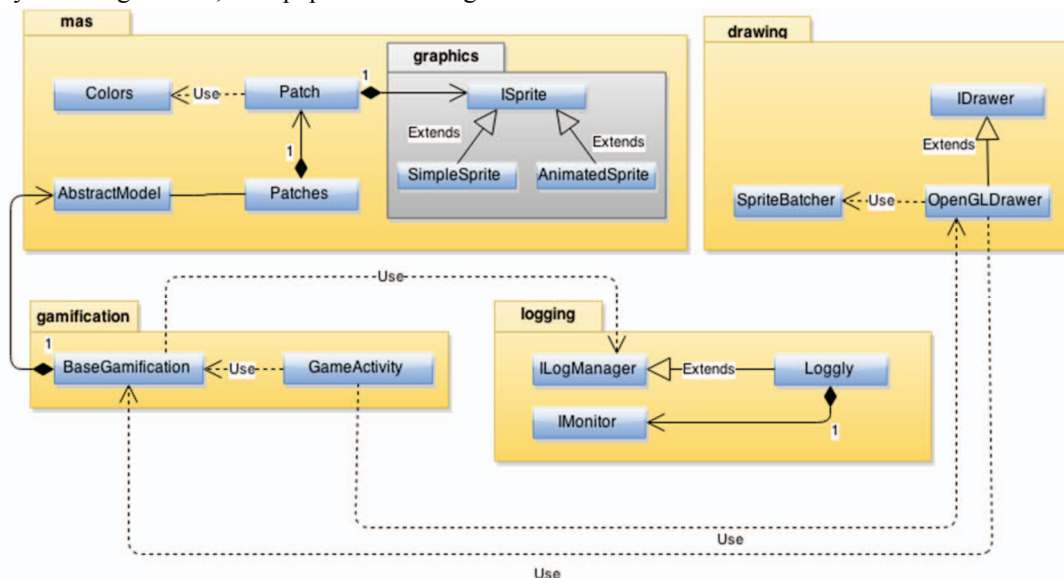 mas
drawing
graphics
1
Colors
Use
Patch
ISprite
IDrawer
Extends
Extends
Extends
1
SimpleSprite
AnimatedSprite
AbstractModel
Patches
SpriteBatcher
Use
OpenGLDrawer
Use
gamification
logging
1
BaseGamification
Use
GameActivity
ILogManager
Extends
Loggly
IMonitor
1
Use
Use